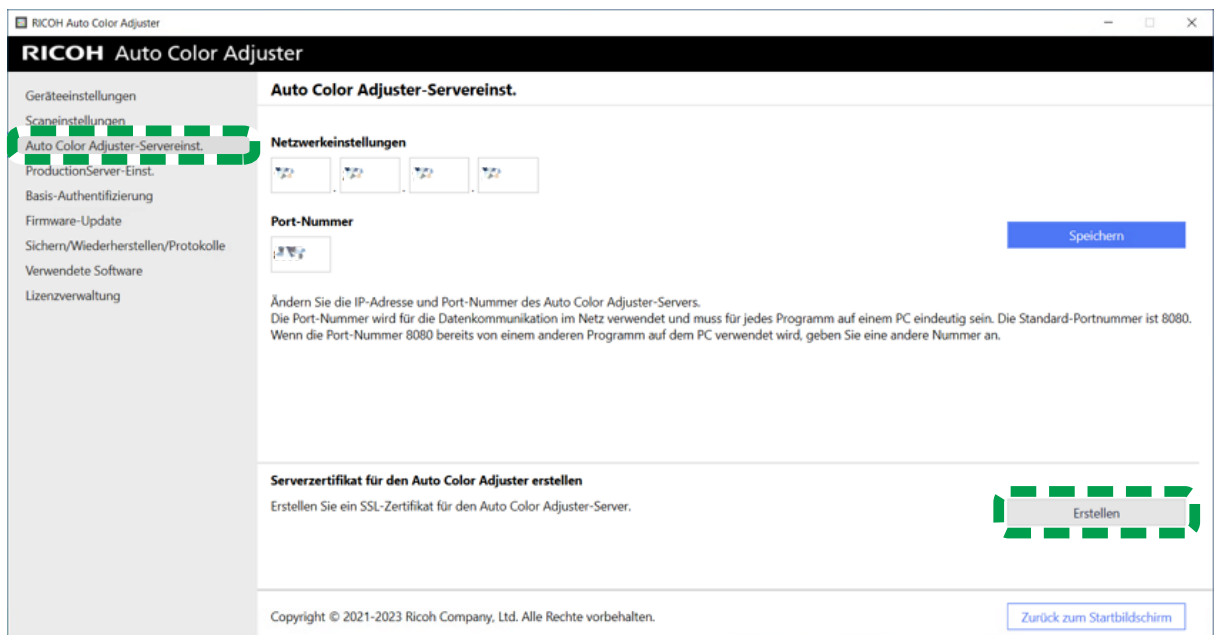 RICOH Auto Color Adjuster
RICOH Auto Color Adjuster
Geräteeinstellungen
Scaneinstellungen
Auto Color Adjuster-Servereinst.
ProductionServer-Einst.
Basis-Authentifizierung
Firmware-Update
Sichern/Wiederherstellen/Protokolle
Verwendete Software
Lizenzverwaltung
Auto Color Adjuster-Servereinst.
Netzwerkeinstellungen
. . .
Port-Nummer
Speichern
Ändern Sie die IP-Adresse und Port-Nummer des Auto Color Adjuster-Servers.
Die Port-Nummer wird für die Datenkommunikation im Netz verwendet und muss für jedes Programm auf einem PC eindeutig sein. Die Standard-Portnummer ist 8080.
Wenn die Port-Nummer 8080 bereits von einem anderen Programm auf dem PC verwendet wird, geben Sie eine andere Nummer an.
Serverzertifikat für den Auto Color Adjuster erstellen
Erstellen Sie ein SSL-Zertifikat für den Auto Color Adjuster-Server.
Erstellen
Copyright © 2021-2023 Ricoh Company, Ltd. Alle Rechte vorbehalten.
Zurück zum Startbildschirm